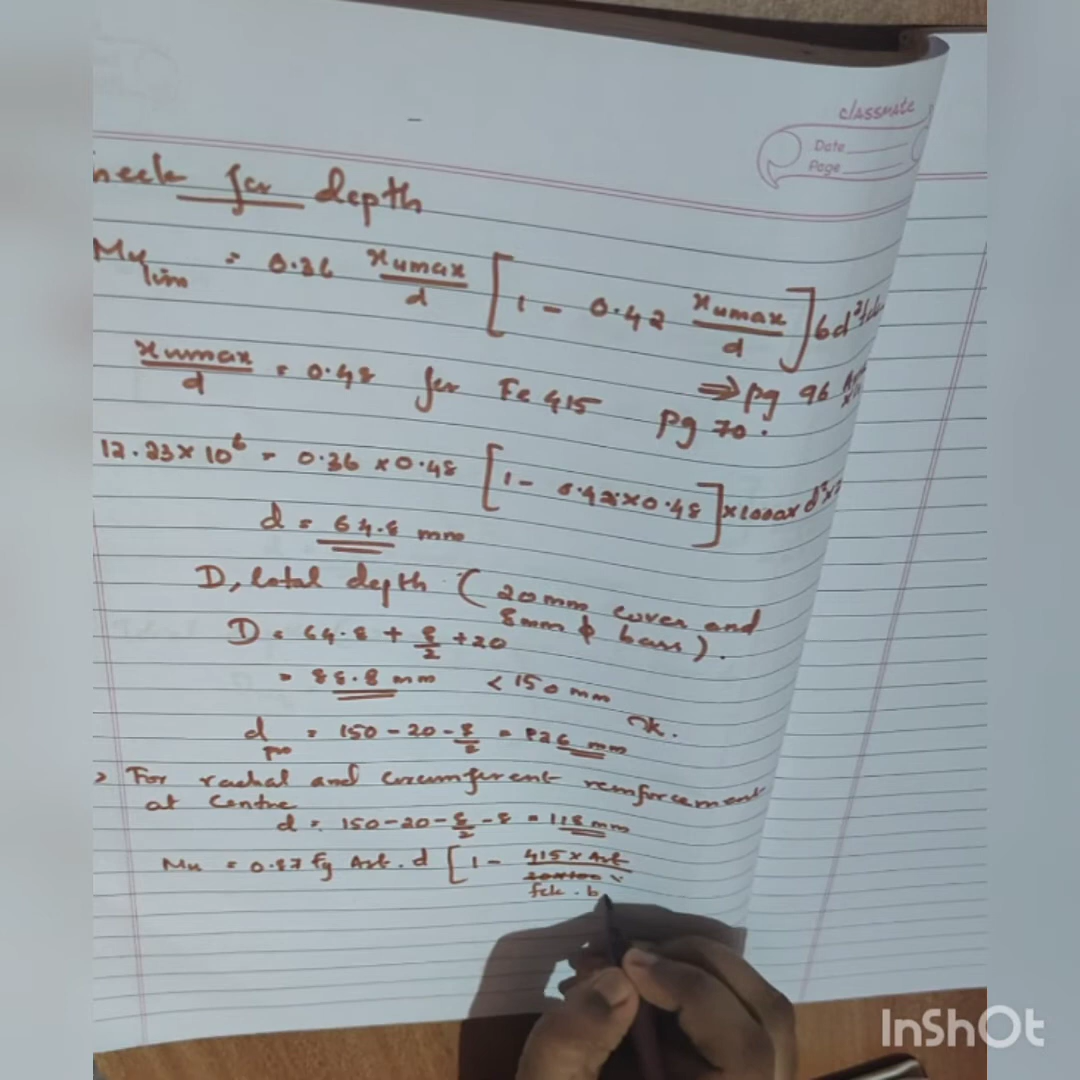 classmate
Date
Page
heck for depth
Mu lim = 0.36 xumax/d [1 - 0.42 xumax/d] bd²fck
xumax/d = 0.48 for Fe 415 ⇒ pg 96
Pg 70.
12.23 × 10⁶ = 0.36 × 0.48 [1 - 0.42 × 0.48] × 1000 × d² ×
d = 64.8 mm
D, total depth (20mm cover and
8mm ϕ bars).
D = 64.8 + 8/2 + 20
= 88.8 mm < 150 mm
Ok.
d pro = 150 - 20 - 8/2 = 126 mm
> For radial and circumferent reinforcement
at Centre
d = 150 - 20 - 8/2 - 8 = 118 mm
Mu = 0.87 fy Ast. d [1 - 415 × Ast / fck . b
InShOt